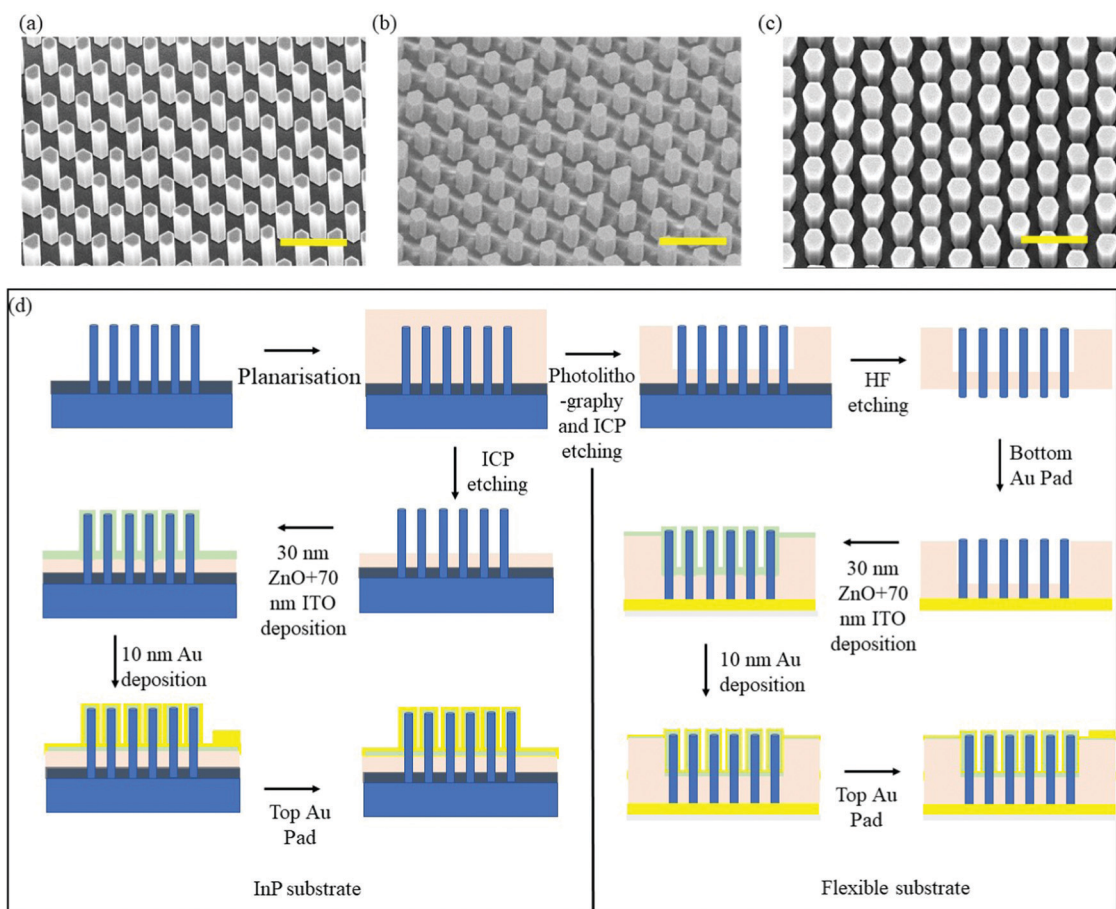 (a)
(b)
(c)
(d)
Planarisation
Photolitho
-graphy
and ICP
etching
HF
etching
ICP
etching
Bottom
Au Pad
30 nm
ZnO+70
nm ITO
deposition
30 nm
ZnO+70
nm ITO
deposition
10 nm Au
deposition
10 nm Au
deposition
Top Au
Pad
Top Au
Pad
InP substrate
Flexible substrate